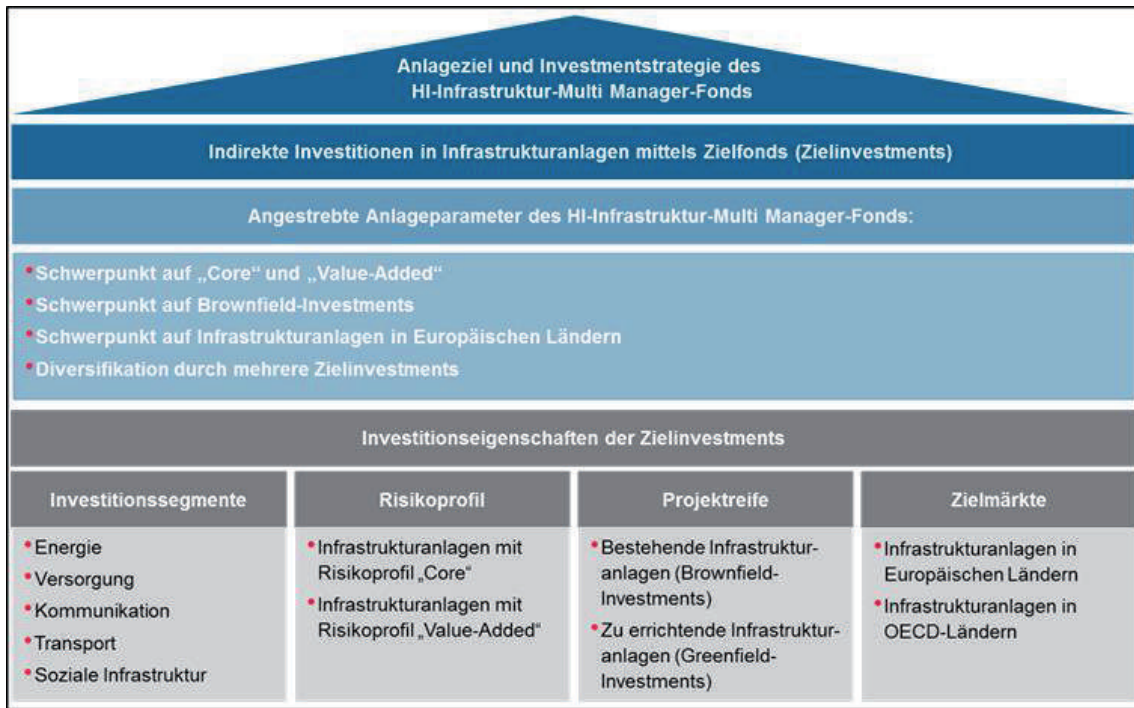 Anlageziel und Investmentstrategie des
HI-Infrastruktur-Multi Manager-Fonds
Indirekte Investitionen in Infrastrukturanlagen mittels Zielfonds (Zielinvestments)
Angestrebte Anlageparameter des HI-Infrastruktur-Multi Manager-Fonds:
• Schwerpunkt auf „Core“ und „Value-Added“
• Schwerpunkt auf Brownfield-Investments
• Schwerpunkt auf Infrastrukturanlagen in Europäischen Ländern
• Diversifikation durch mehrere Zielinvestments
Investitionseigenschaften der Zielinvestments
Investitionssegmente
• Energie
• Versorgung
• Kommunikation
• Transport
• Soziale Infrastruktur
Risikoprofil
• Infrastrukturanlagen mit
Risikoprofil „Core“
• Infrastrukturanlagen mit
Risikoprofil „Value-Added“
Projektreife
• Bestehende Infrastruktur-
anlagen (Brownfield-
Investments)
• Zu errichtende Infrastruktur-
anlagen (Greenfield-
Investments)
Zielmärkte
• Infrastrukturanlagen in
Europäischen Ländern
• Infrastrukturanlagen in
OECD-Ländern